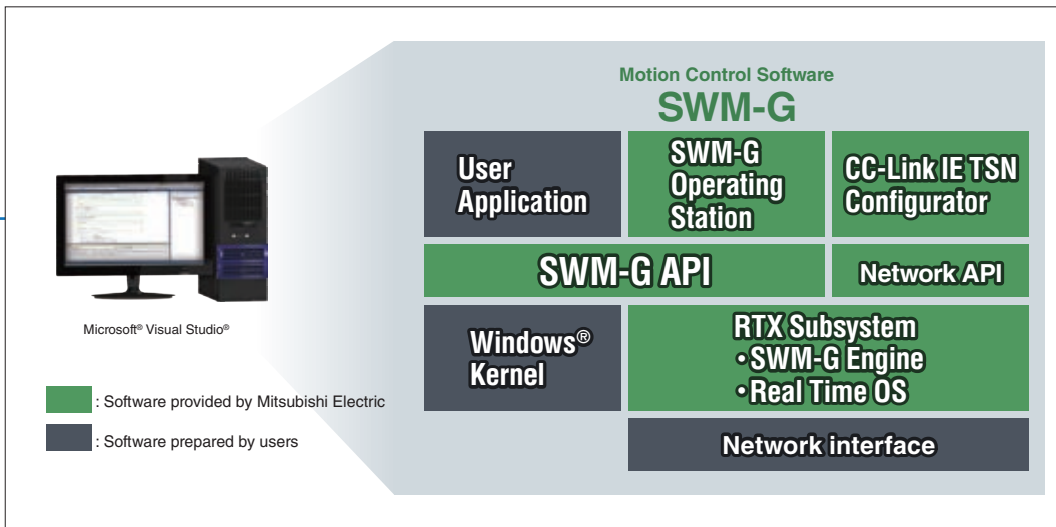 Motion Control Software
SWM-G
User
Application
SWM-G
Operating
Station
CC-Link IE TSN
Configurator
SWM-G API
Network API
Windows®
Kernel
RTX Subsystem
•SWM-G Engine
•Real Time OS
Network interface
Microsoft® Visual Studio®
: Software provided by Mitsubishi Electric
: Software prepared by users